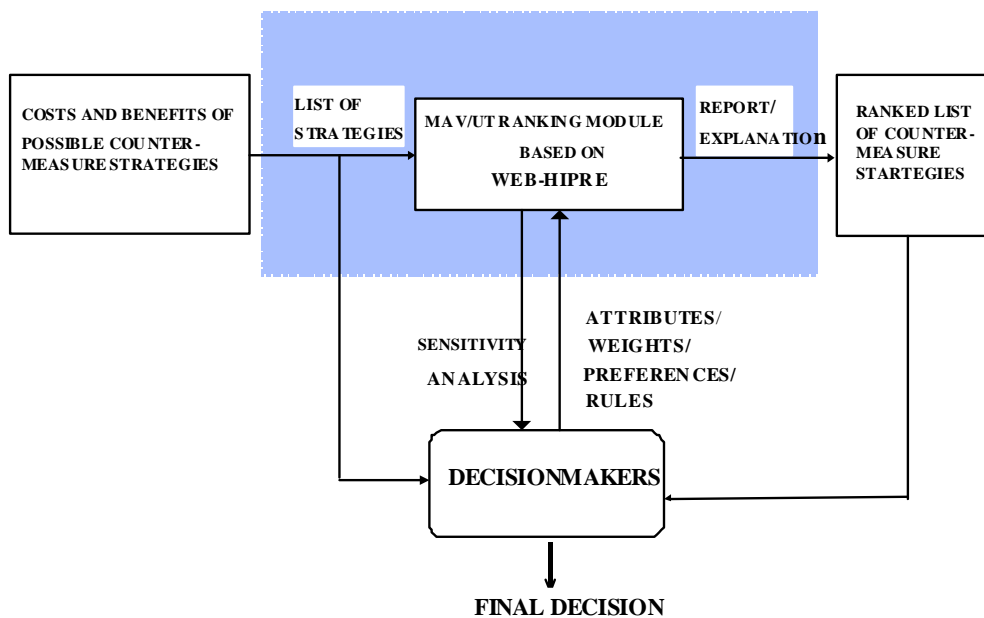 COSTS AND BENEFITS OF
POSSIBLE COUNTER-
MEASURE STRATEGIES
LIST OF
STRATEGIES
MAV/UT RANKING MODULE
BASED ON
WEB-HIPRE
REPORT/
EXPLANATION
RANKED LIST
OF COUNTER-
MEASURE
STARTEGIES
SENSITIVITY
ANALYSIS
ATTRIBUTES/
WEIGHTS/
PREFERENCES/
RULES
DECISIONMAKERS
FINAL DECISION